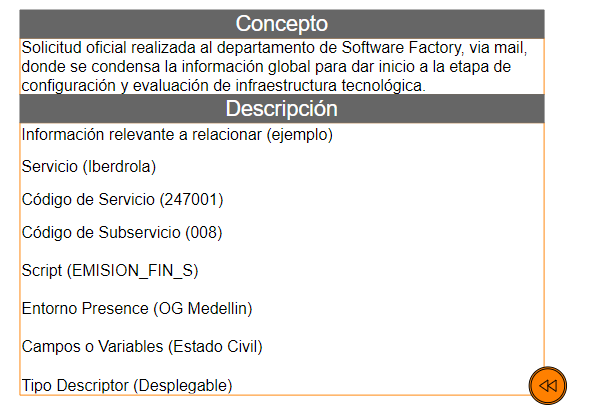 Concepto
Solicitud oficial realizada al departamento de Software Factory, via mail,
donde se condensa la información global para dar inicio a la etapa de
configuración y evaluación de infraestructura tecnológica.
Descripción
Información relevante a relacionar (ejemplo)
Servicio (Iberdrola)
Código de Servicio (247001)
Código de Subservicio (008)
Script (EMISION_FIN_S)
Entorno Presence (OG Medellin)
Campos o Variables (Estado Civil)
Tipo Descriptor (Desplegable)